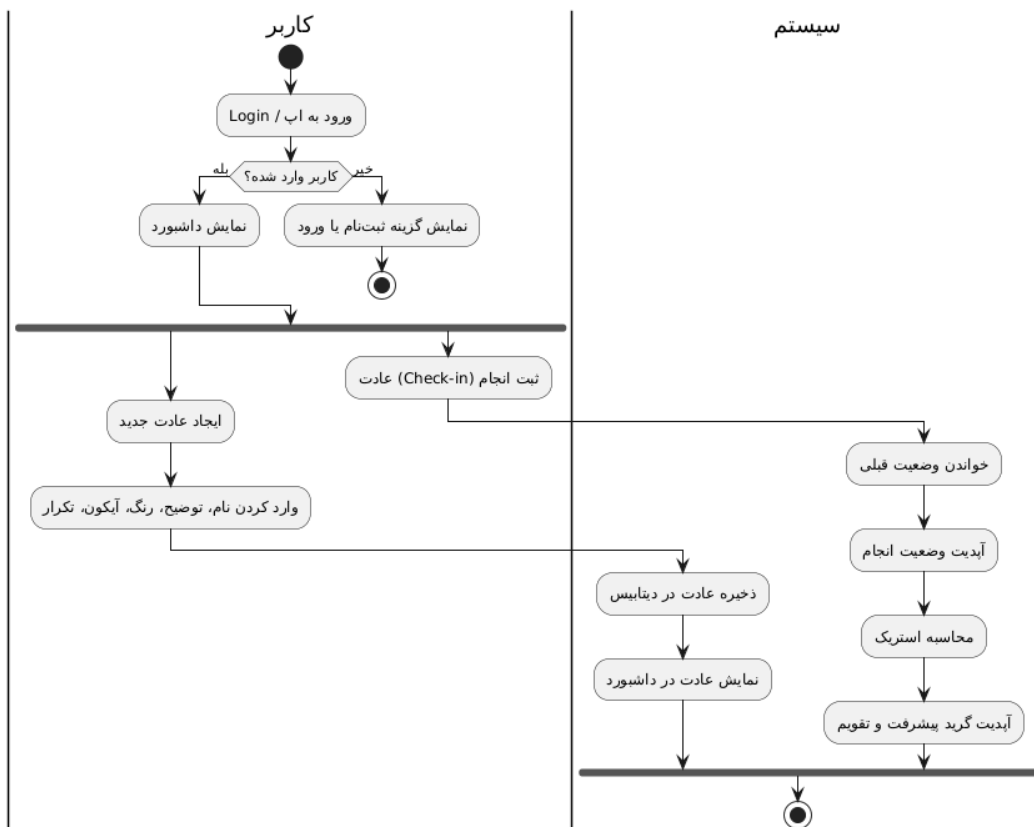 کاربر
سیستم
ورود به اپ / Login
کاربر وارد شده؟
بله
خیر
نمایش داشبورد
نمایش گزینه ثبت‌نام یا ورود
ثبت انجام (Check-in) عادت
ایجاد عادت جدید
خواندن وضعیت قبلی
وارد کردن نام، توضیح، رنگ، آیکون، تکرار
آپدیت وضعیت انجام
ذخیره عادت در دیتابیس
محاسبه استریک
نمایش عادت در داشبورد
آپدیت گرید پیشرفت و تقویم